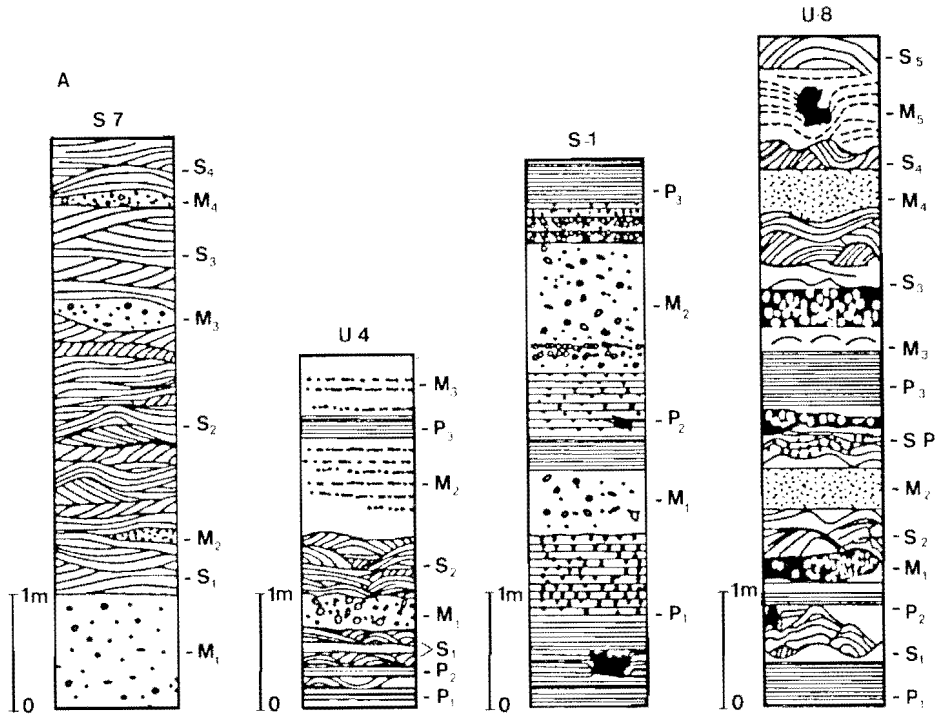 A
S 7
S₄
M₄
S₃
M₃
S₂
M₂
S₁
M₁
1m
0
U 4
M₃
P₃
M₂
S₂
M₁
S₁
P₂
P₁
1m
0
S-1
P₃
M₂
P₂
M₁
P₁
1m
0
U·8
S₅
M₅
S₄
M₄
S₃
M₃
P₃
S P
M₂
S₂
M₁
P₂
S₁
P₁
1m
0